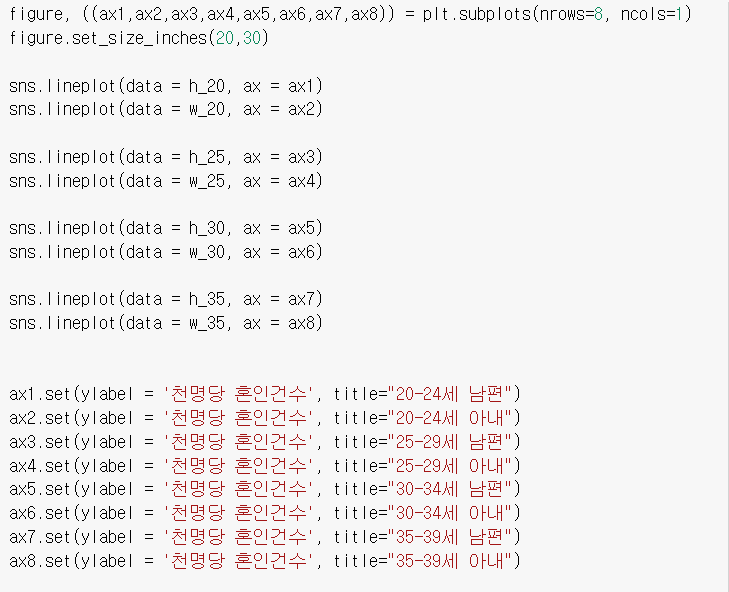 figure, ((ax1,ax2,ax3,ax4,ax5,ax6,ax7,ax8)) = plt.subplots(nrows=8, ncols=1)
figure.set_size_inches(20,30)
sns.lineplot(data = h_20, ax = ax1)
sns.lineplot(data = w_20, ax = ax2)
sns.lineplot(data = h_25, ax = ax3)
sns.lineplot(data = w_25, ax = ax4)
sns.lineplot(data = h_30, ax = ax5)
sns.lineplot(data = w_30, ax = ax6)
sns.lineplot(data = h_35, ax = ax7)
sns.lineplot(data = w_35, ax = ax8)
ax1.set(ylabel = '천명당 혼인건수', title="20-24세 남편")
ax2.set(ylabel = '천명당 혼인건수', title="20-24세 아내")
ax3.set(ylabel = '천명당 혼인건수', title="25-29세 남편")
ax4.set(ylabel = '천명당 혼인건수', title="25-29세 아내")
ax5.set(ylabel = '천명당 혼인건수', title="30-34세 남편")
ax6.set(ylabel = '천명당 혼인건수', title="30-34세 아내")
ax7.set(ylabel = '천명당 혼인건수', title="35-39세 남편")
ax8.set(ylabel = '천명당 혼인건수', title="35-39세 아내")